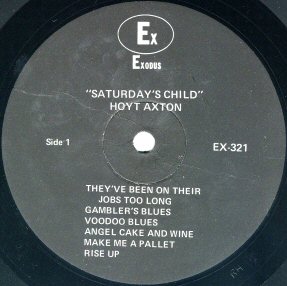 Ex
Exodus
"SATURDAY'S CHILD"
HOYT AXTON
Side 1
EX-321
THEY'VE BEEN ON THEIR
JOBS TOO LONG
GAMBLER'S BLUES
VOODOO BLUES
ANGEL CAKE AND WINE
MAKE ME A PALLET
RISE UP
RM